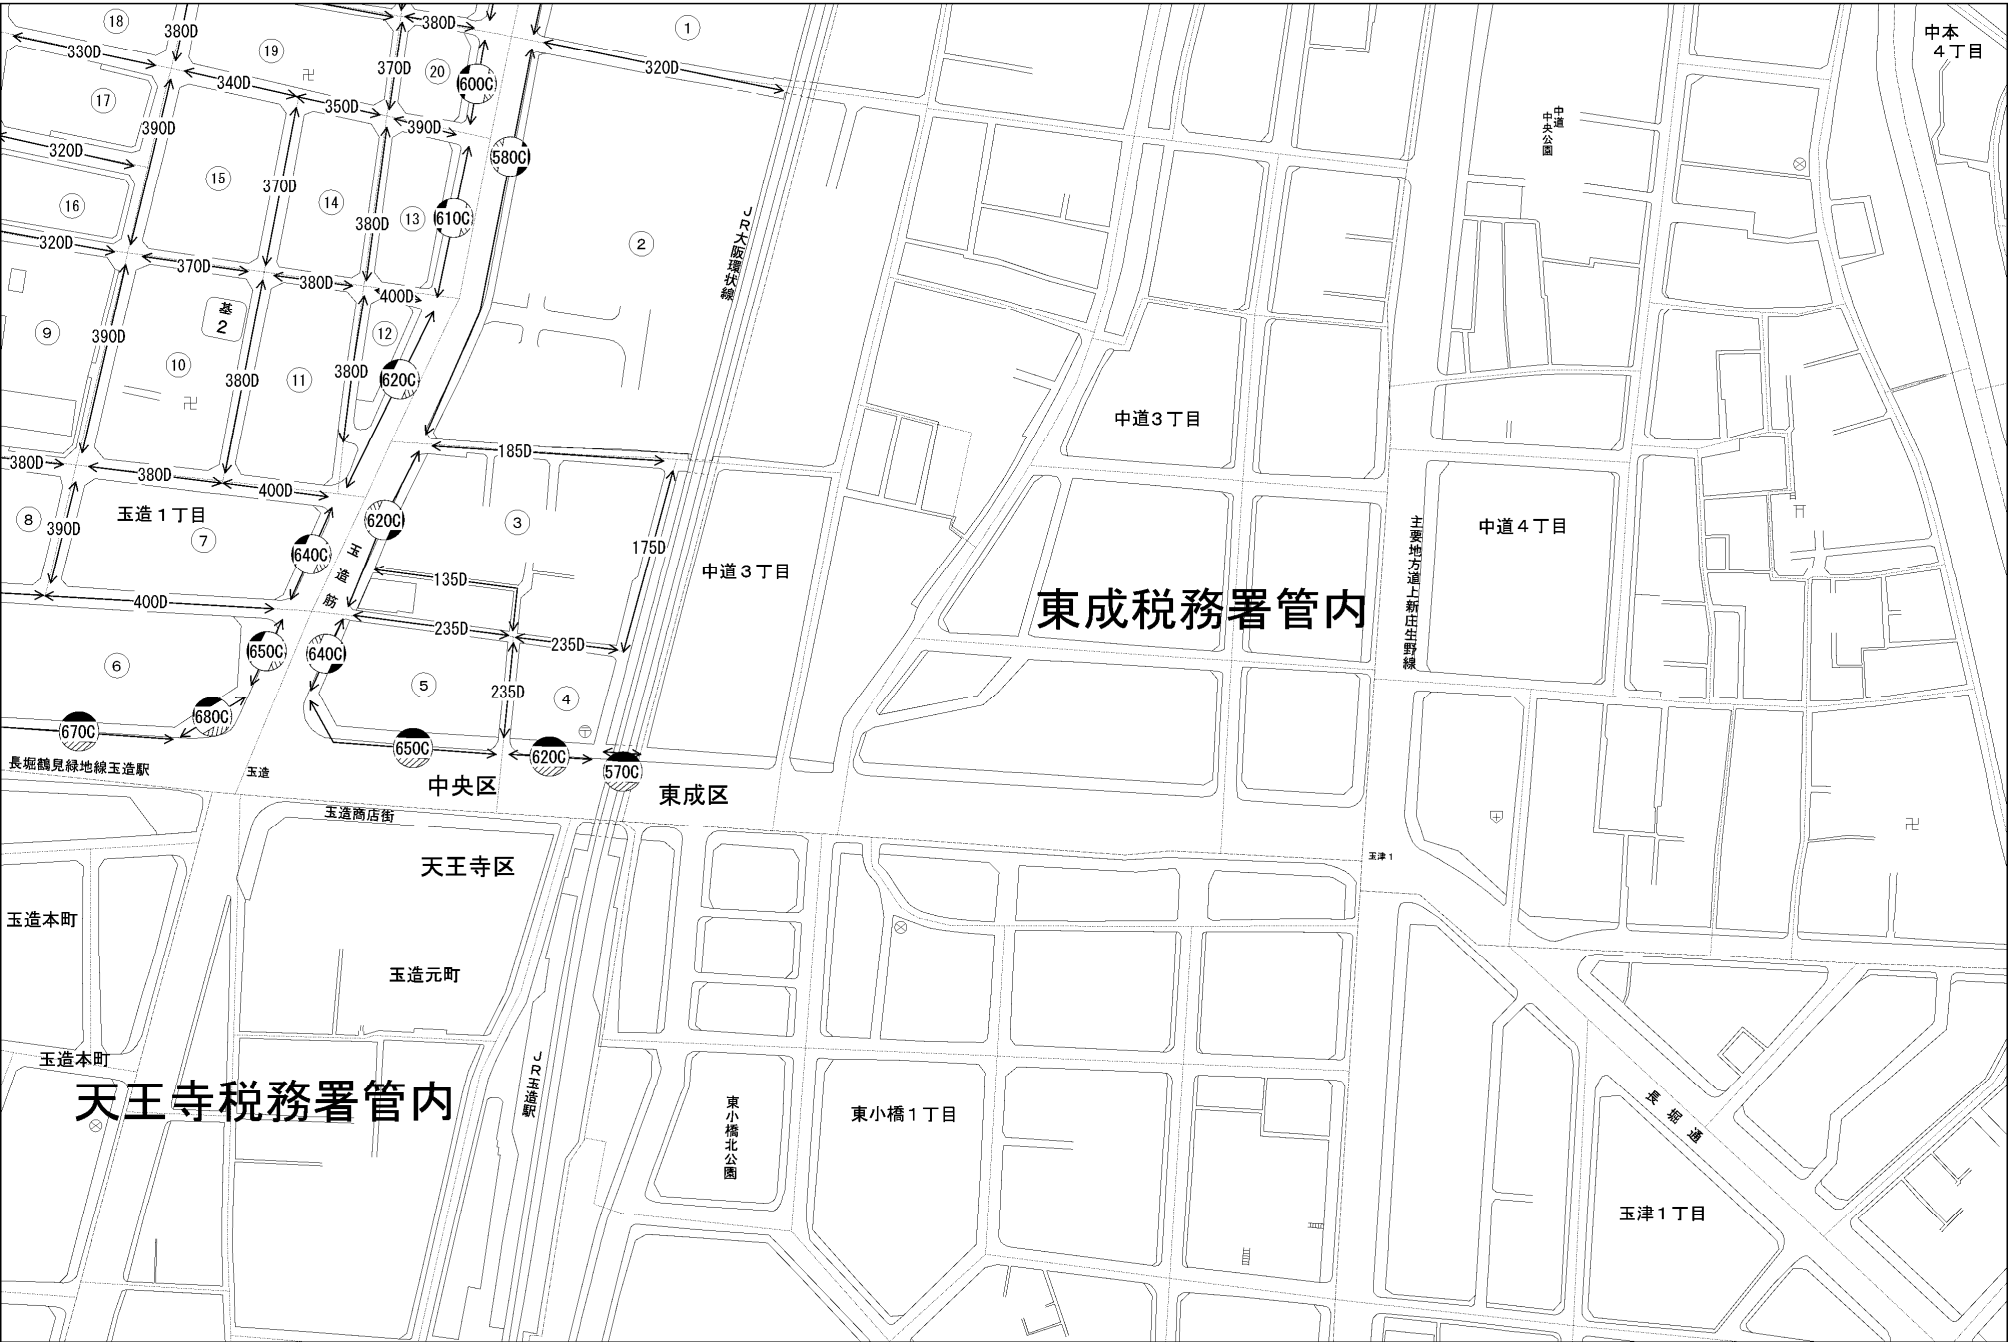 18
380D
380D
①
中本
4丁目
330D
19
卍
370D
20
600C
320D
340D
17
350D
390D
390D
中道
中央公園
320D
580C
15
370D
14
16
13
610C
380D
②
JR大阪環状線
320D
370D
380D
400D
基
2
⑨
390D
12
10
380D
11
380D
620C
卍
中道3丁目
380D
380D
400D
185D
玉造1丁目
⑧
390D
⑦
640C
620C
③
175D
玉造筋
135D
中道3丁目
中道4丁目
主要地方道上新庄生野線
400D
東成税務署管内
235D
235D
650C
640C
⑥
⑤
235D
④
680C
670C
650C
620C
570C
長堀鶴見緑地線玉造駅
玉造
中央区
東成区
玉造商店街
天王寺区
玉津1
卍
玉造本町
玉造元町
玉造本町
天王寺税務署管内
JR玉造駅
東小橋北公園
東小橋1丁目
長堀通
玉津1丁目